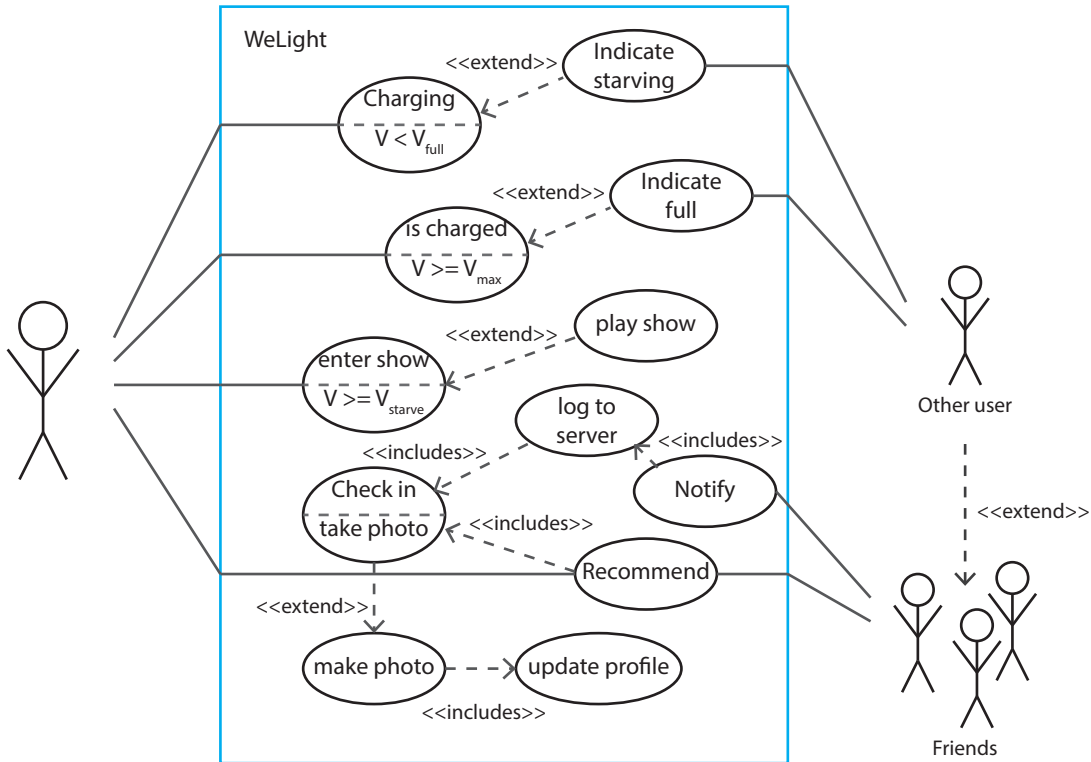 WeLight
<<extend>>
Indicate
starving
Charging
V < Vfull
<<extend>>
Indicate
full
is charged
V >= Vmax
<<extend>>
play show
enter show
V >= Vstarve
log to
server
Other user
<<includes>>
<<includes>>
Check in
take photo
Notify
<<includes>>
<<extend>>
Recommend
<<extend>>
make photo
update profile
<<includes>>
Friends